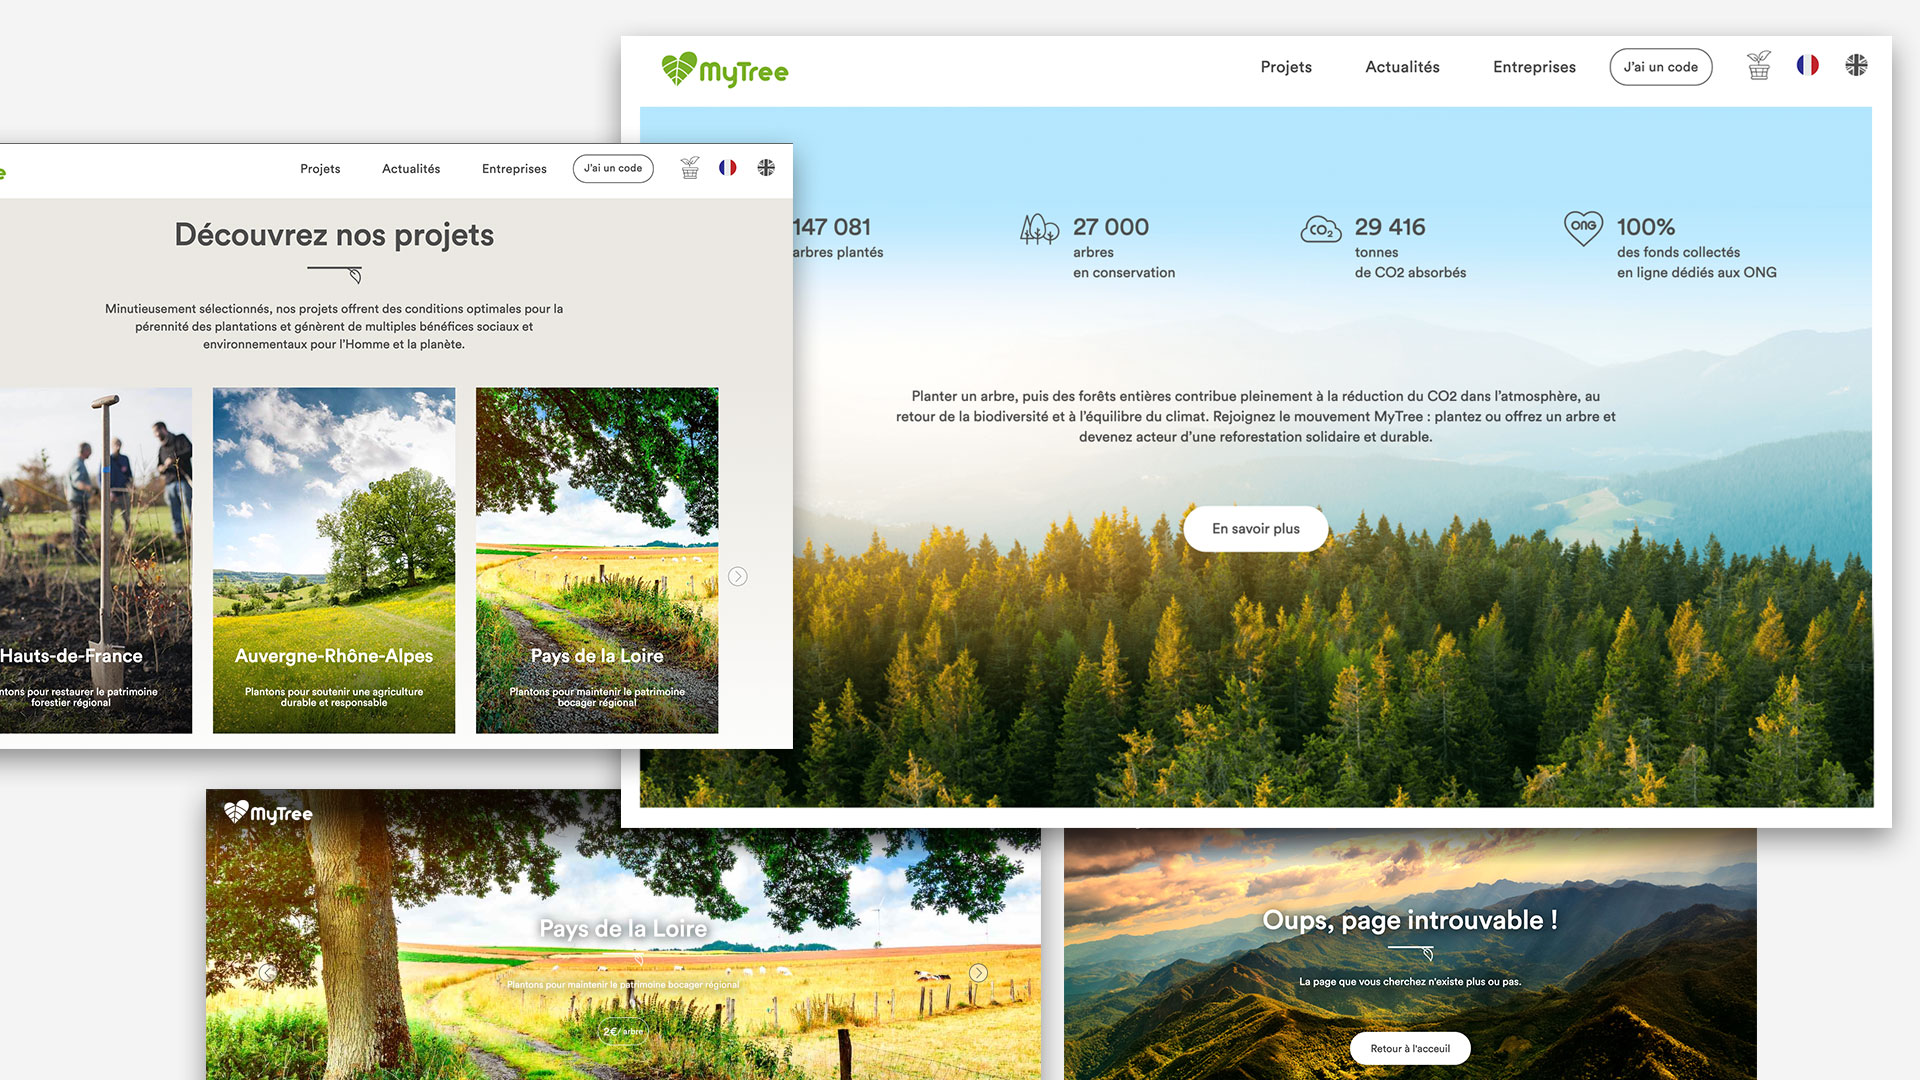 MyTree
Projets
Actualités
Entreprises
J'ai un code
147 081
arbres plantés
27 000
arbres
en conservation
CO2
29 416
tonnes
de CO2 absorbés
ONG
100%
des fonds collectés
en ligne dédiés aux ONG
Planter un arbre, puis des forêts entières contribue pleinement à la réduction du CO2 dans l'atmosphère, au
retour de la biodiversité et à l'équilibre du climat. Rejoignez le mouvement MyTree : plantez ou offrez un arbre et
devenez acteur d'une reforestation solidaire et durable.
En savoir plus
e
Projets
Actualités
Entreprises
J'ai un code
Découvrez nos projets
Minutieusement sélectionnés, nos projets offrent des conditions optimales pour la
pérennité des plantations et génèrent de multiples bénéfices sociaux et
environnementaux pour l'Homme et la planète.
Hauts-de-France
ntons pour restaurer le patrimoine
forestier régional
Auvergne-Rhône-Alpes
Plantons pour soutenir une agriculture
durable et responsable
Pays de la Loire
Plantons pour maintenir le patrimoine
bocager régional
MyTree
Pays de la Loire
Plantons pour maintenir le patrimoine bocager régional
2€/ arbre
Oups, page introuvable !
La page que vous cherchez n'existe plus ou pas.
Retour à l'acceuil